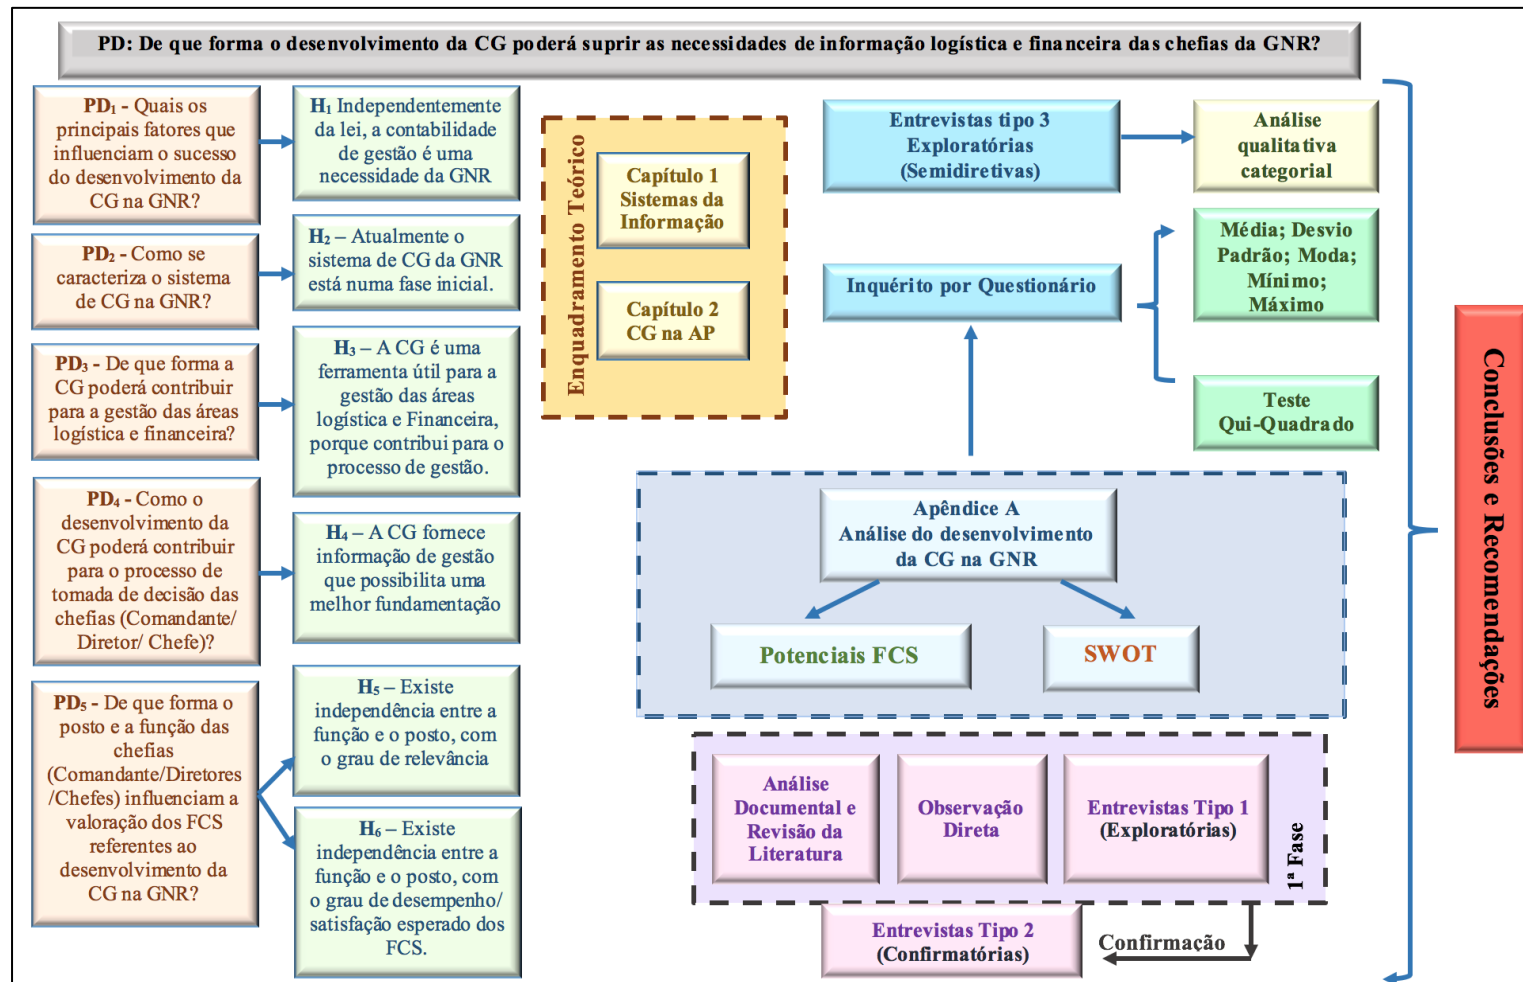 PD: De que forma o desenvolvimento da CG poderá suprir as necessidades de informação logística e financeira das chefias da GNR?
PD₁ - Quais os
principais fatores que
influenciam o sucesso
do desenvolvimento da
CG na GNR?
H₁ Independentemente
da lei, a contabilidade
de gestão é uma
necessidade da GNR
PD₂ - Como se
caracteriza o sistema
de CG na GNR?
H₂ – Atualmente o
sistema de CG da GNR
está numa fase inicial.
PD₃ - De que forma a
CG poderá contribuir
para a gestão das áreas
logística e financeira?
H₃ – A CG é uma
ferramenta útil para a
gestão das áreas
logística e Financeira,
porque contribui para o
processo de gestão.
PD₄ - Como o
desenvolvimento da
CG poderá contribuir
para o processo de
tomada de decisão das
chefias (Comandante/
Diretor/ Chefe)?
H₄ – A CG fornece
informação de gestão
que possibilita uma
melhor fundamentação
PD₅ - De que forma o
posto e a função das
chefias
(Comandante/Diretores
/Chefes) influenciam a
valoração dos FCS
referentes ao
desenvolvimento da
CG na GNR?
H₅ – Existe
independência entre a
função e o posto, com
o grau de relevância
H₆ – Existe
independência entre a
função e o posto, com
o grau de desempenho/
satisfação esperado dos
FCS.
Enquadramento Teórico
Capítulo 1
Sistemas da
Informação
Capítulo 2
CG na AP
Entrevistas tipo 3
Exploratórias
(Semidiretivas)
Análise
qualitativa
categorial
Inquérito por Questionário
Média; Desvio
Padrão; Moda;
Mínimo;
Máximo
Teste
Qui-Quadrado
Apêndice A
Análise do desenvolvimento
da CG na GNR
Potenciais FCS
SWOT
Análise
Documental e
Revisão da
Literatura
Observação
Direta
Entrevistas Tipo 1
(Exploratórias)
1ª Fase
Entrevistas Tipo 2
(Confirmatórias)
Confirmação
Conclusões e Recomendações